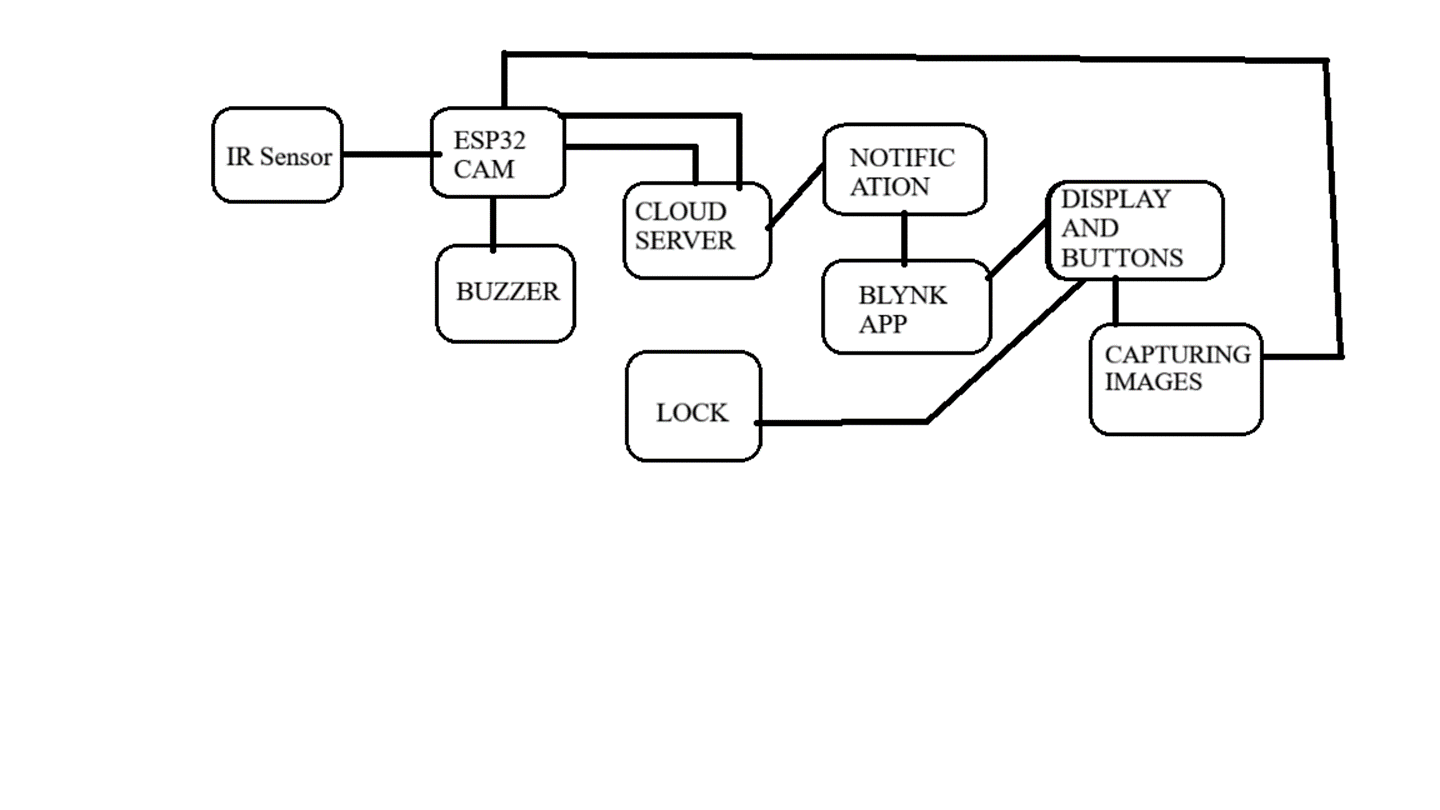 IR Sensor
ESP32
CAM
BUZZER
CLOUD
SERVER
NOTIFIC
ATION
BLYNK
APP
DISPLAY
AND
BUTTONS
CAPTURING
IMAGES
LOCK